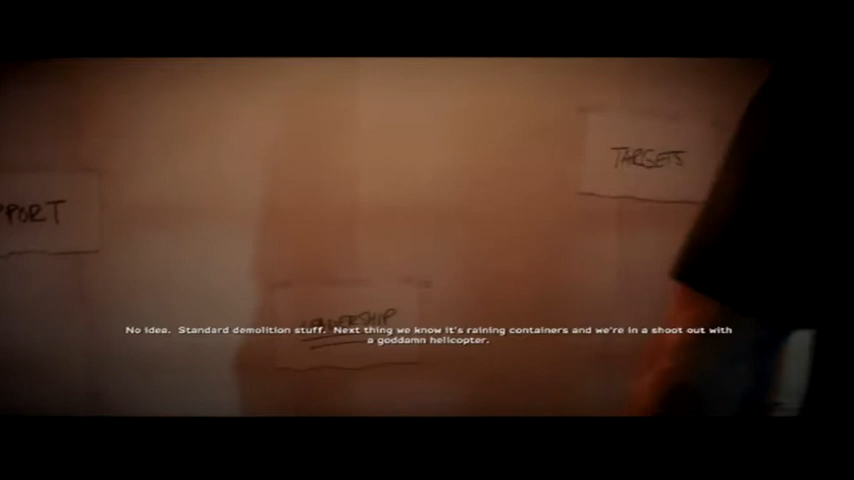 TARGETS
PPORT
LEADERSHIP
No idea. Standard demolition stuff. Next thing we know it's raining containers and we're in a shoot out with
a goddamn helicopter.